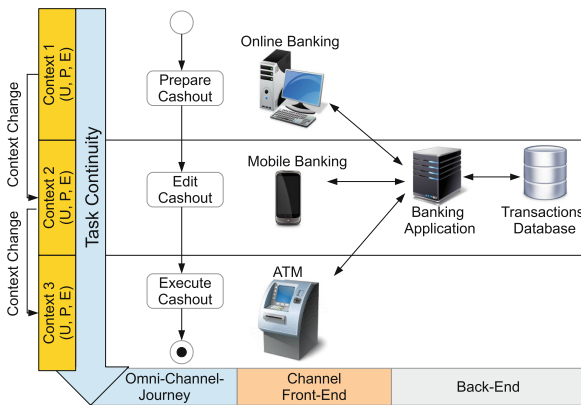 Context Change
Context Change
Context 1
(U, P, E)
Context 2
(U, P, E)
Context 3
(U, P, E)
Task Continuity
Prepare
Cashout
Edit
Cashout
Execute
Cashout
Online Banking
Mobile Banking
ATM
Banking
Application
Transactions
Database
Omni-Channel-
Journey
Channel
Front-End
Back-End